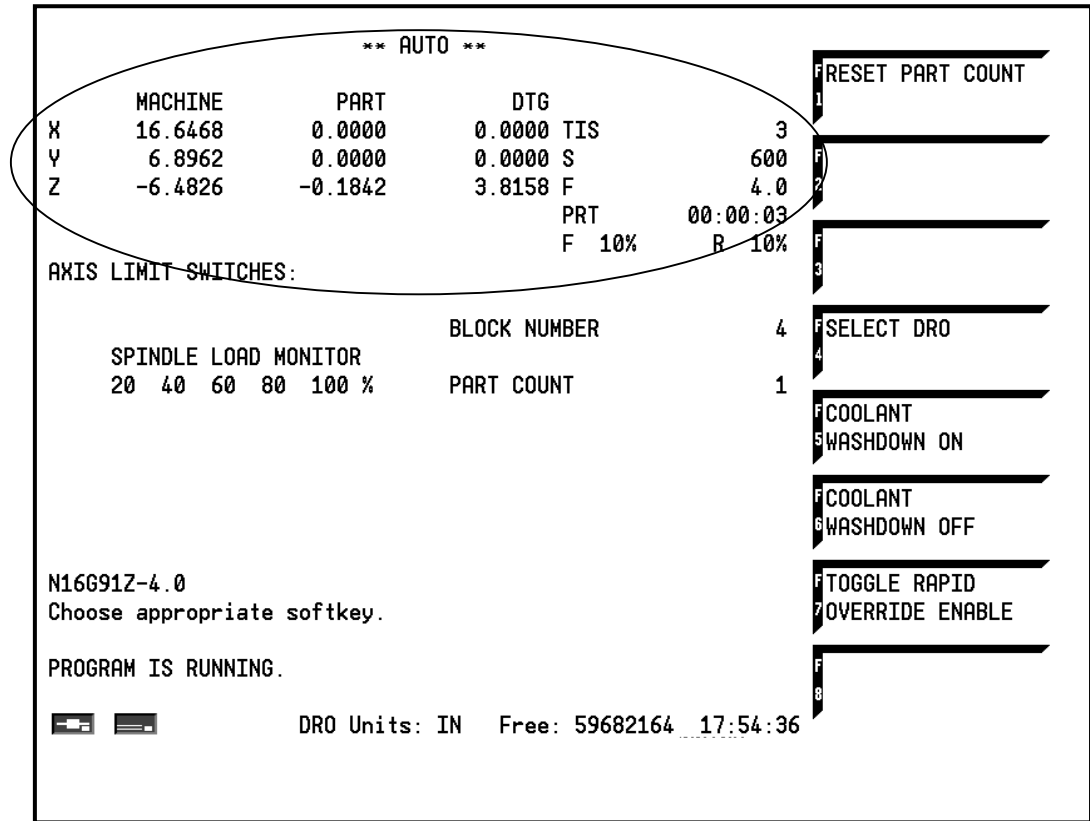 ** AUTO **
MACHINE PART DTG
X 16.6468 0.0000 0.0000 TIS 3
Y 6.8962 0.0000 0.0000 S 600
Z -6.4826 -0.1842 3.8158 F 4.0
PRT 00:00:03
F 10% R 10%
AXIS LIMIT SWITCHES:
BLOCK NUMBER 4
SPINDLE LOAD MONITOR
20 40 60 80 100 % PART COUNT 1
N16G91Z-4.0
Choose appropriate softkey.
PROGRAM IS RUNNING.
DRO Units: IN Free: 59682164 17:54:36
F1 RESET PART COUNT
F2
F3
F4 SELECT DRO
F5 COOLANT
WASHDOWN ON
F6 COOLANT
WASHDOWN OFF
F7 TOGGLE RAPID
OVERRIDE ENABLE
F8